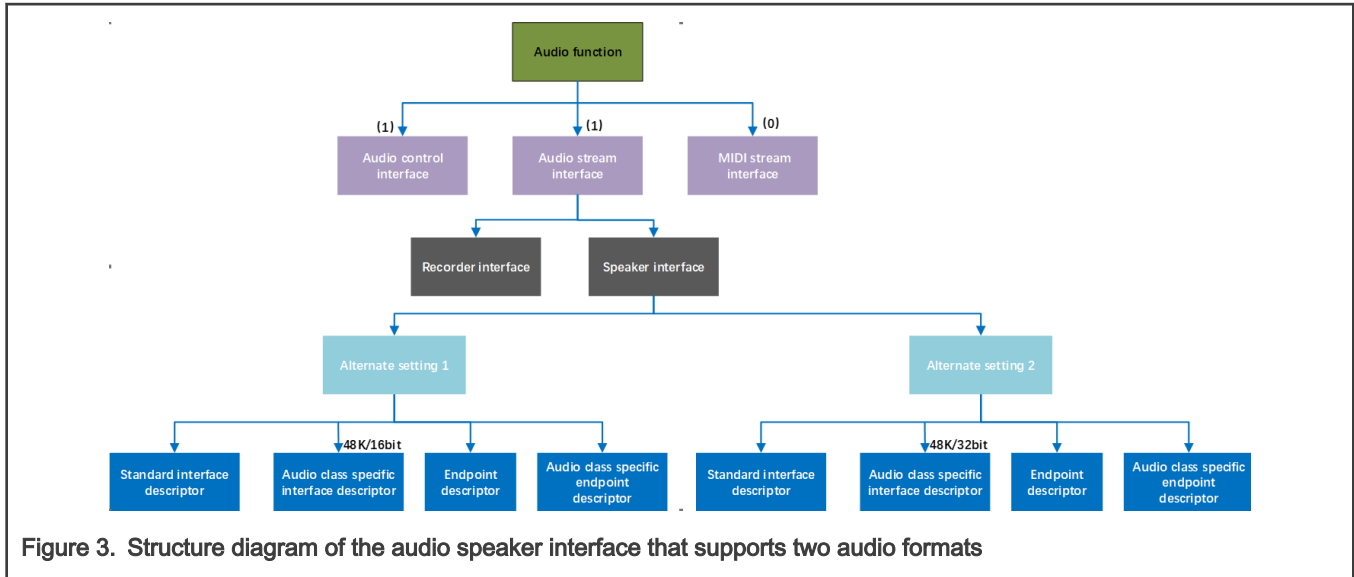 Audio function
(1)
(1)
(0)
Audio control
interface
Audio stream
interface
MIDI stream
interface
Recorder interface
Speaker interface
Alternate setting 1
Alternate setting 2
48K/16bit
48K/32bit
Standard interface
descriptor
Audio class specific
interface descriptor
Endpoint
descriptor
Audio class specific
endpoint
descriptor
Standard interface
descriptor
Audio class specific
interface descriptor
Endpoint
descriptor
Audio class specific
endpoint
descriptor
Figure 3. Structure diagram of the audio speaker interface that supports two audio formats